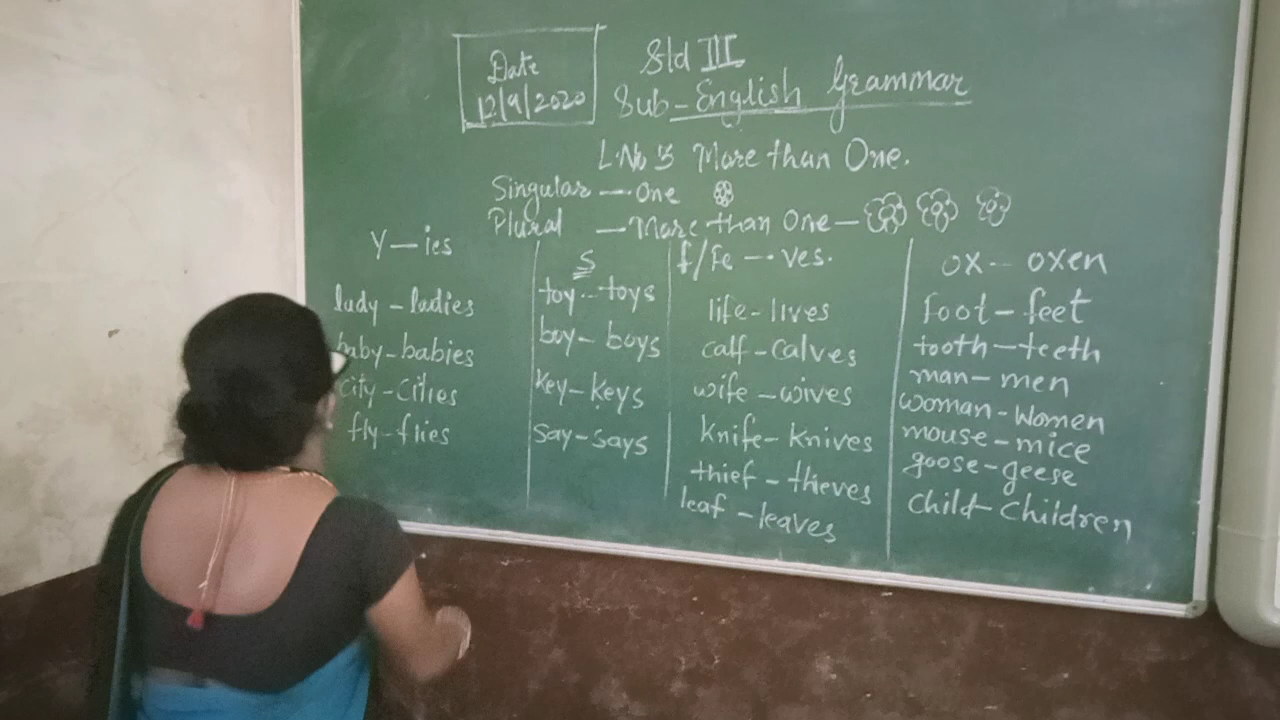 Date
12/9/2020
Std III
Sub-English Grammar
L.No 5 More than One.
Singular — One
Plural — More than One —
Y — ies
lady - ladies
baby - babies
city - cities
fly - flies
s
toy - toys
boy - boys
key - keys
say - says
f/fe — ves.
life - lives
calf - calves
wife - wives
knife - knives
thief - thieves
leaf - leaves
ox - oxen
foot - feet
tooth - teeth
man - men
woman - women
mouse - mice
goose - geese
child - children